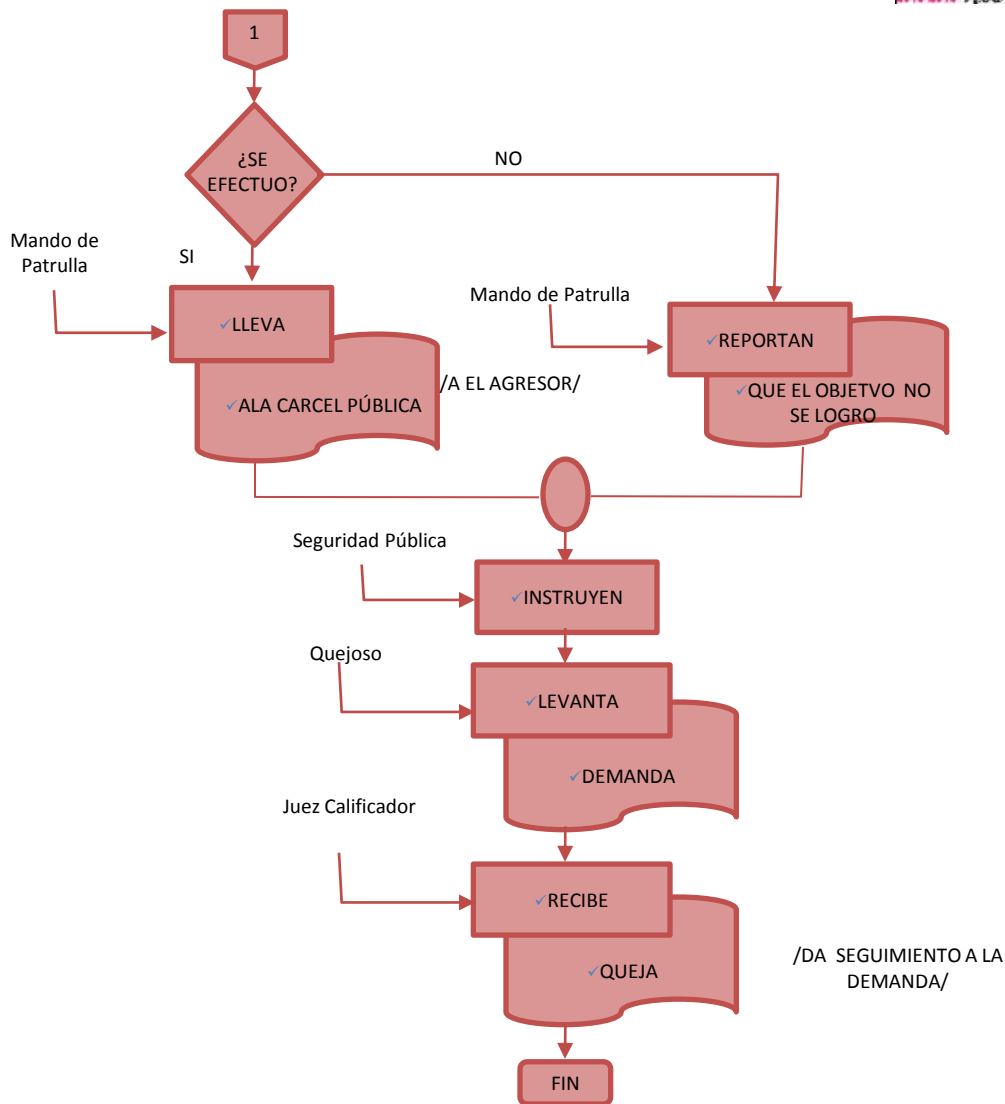 1
¿SE
EFECTUO?
NO
Mando de
Patrulla
SI
Mando de Patrulla
✓LLEVA
✓REPORTAN
/A EL AGRESOR/
✓ALA CARCEL PÚBLICA
✓QUE EL OBJETVO NO
SE LOGRO
Seguridad Pública
✓INSTRUYEN
Quejoso
✓LEVANTA
✓DEMANDA
Juez Calificador
✓RECIBE
/DA SEGUIMIENTO A LA
DEMANDA/
✓QUEJA
FIN